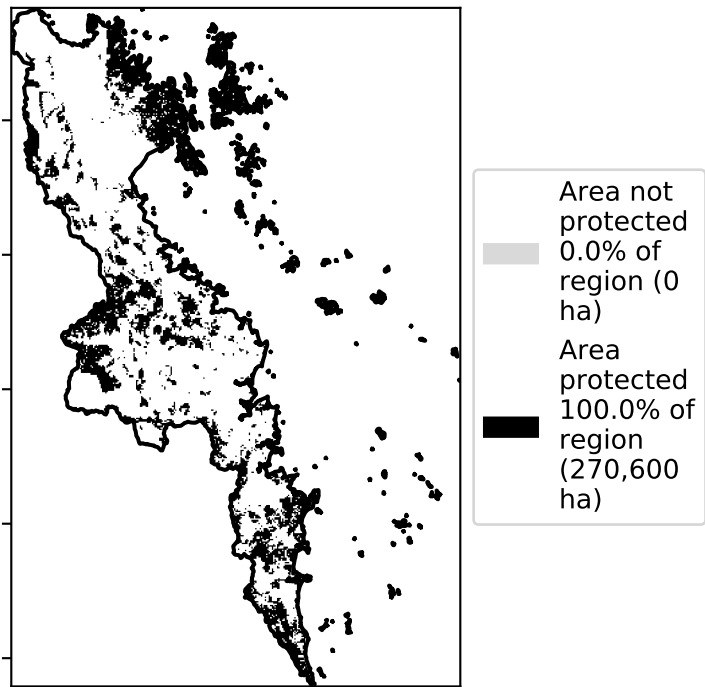 Area not
protected
0.0% of
region (0
ha)
Area
protected
100.0% of
region
(270,600
ha)